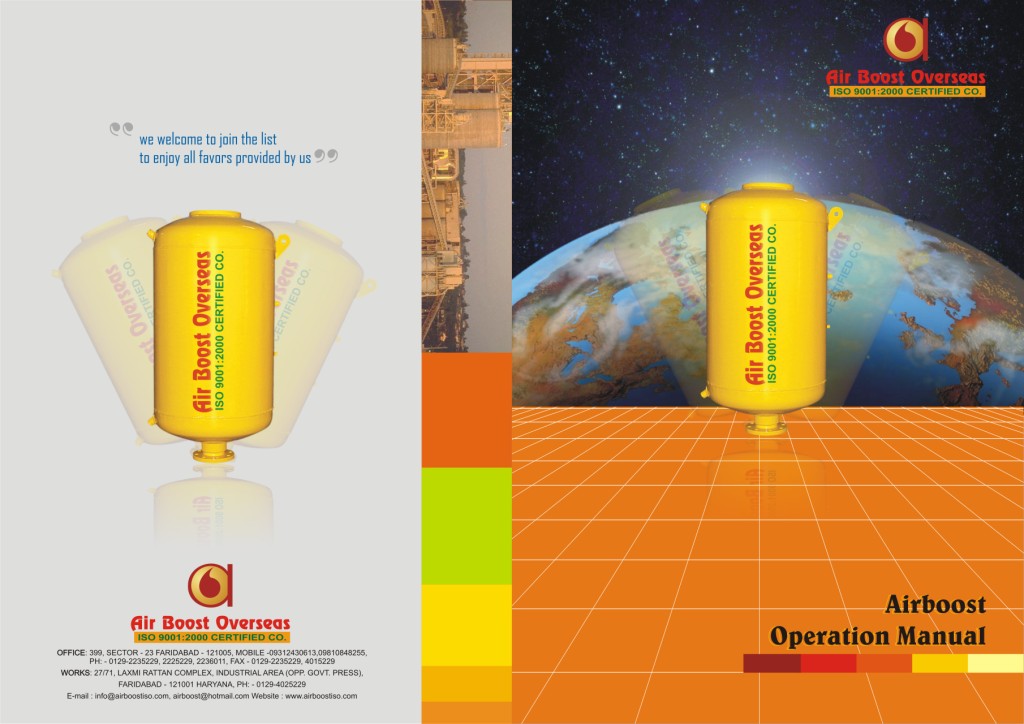 “ we welcome to join the list
to enjoy all favors provided by us ”
Air Boost Overseas
ISO 9001:2000 CERTIFIED CO.
Air Boost Overseas
ISO 9001:2000 CERTIFIED CO.
OFFICE: 399, SECTOR - 23 FARIDABAD - 121005, MOBILE -09312430613,09810848255,
PH: - 0129-2235229, 2225229, 2236011, FAX - 0129-2235229, 4015229
WORKS: 27/71, LAXMI RATTAN COMPLEX, INDUSTRIAL AREA (OPP. GOVT. PRESS),
FARIDABAD - 121001 HARYANA, PH: - 0129-4025229
E-mail : info@airboostiso.com, airboost@hotmail.com Website : www.airboostiso.com
Air Boost Overseas
ISO 9001:2000 CERTIFIED CO.
Air Boost Overseas
ISO 9001:2000 CERTIFIED CO.
Airboost
Operation Manual